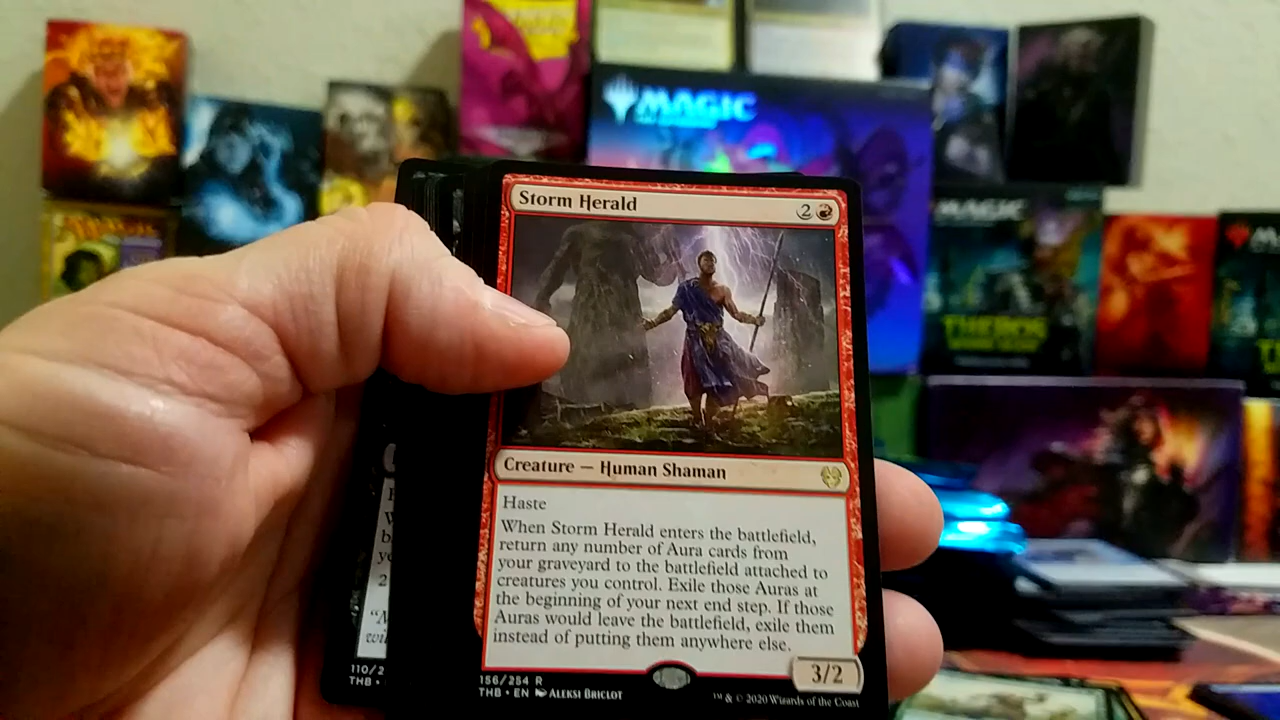 MAGIC
MAGIC
MAGIC
THEROS
Storm Herald
2
Creature — Human Shaman
Haste
When Storm Herald enters the battlefield,
return any number of Aura cards from
your graveyard to the battlefield attached to
creatures you control. Exile those Auras at
the beginning of your next end step. If those
Auras would leave the battlefield, exile them
instead of putting them anywhere else.
3/2
156/254 R
THB • EN ALEKSI BRICLOT
™ & © 2020 Wizards of the Coast
110/2
THB •